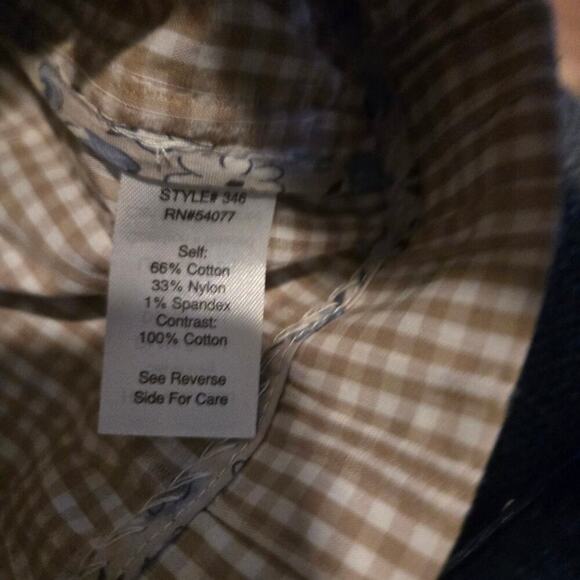 STYLE# 346
RN#54077
Self:
66% Cotton
33% Nylon
1% Spandex
Contrast:
100% Cotton
See Reverse
Side For Care